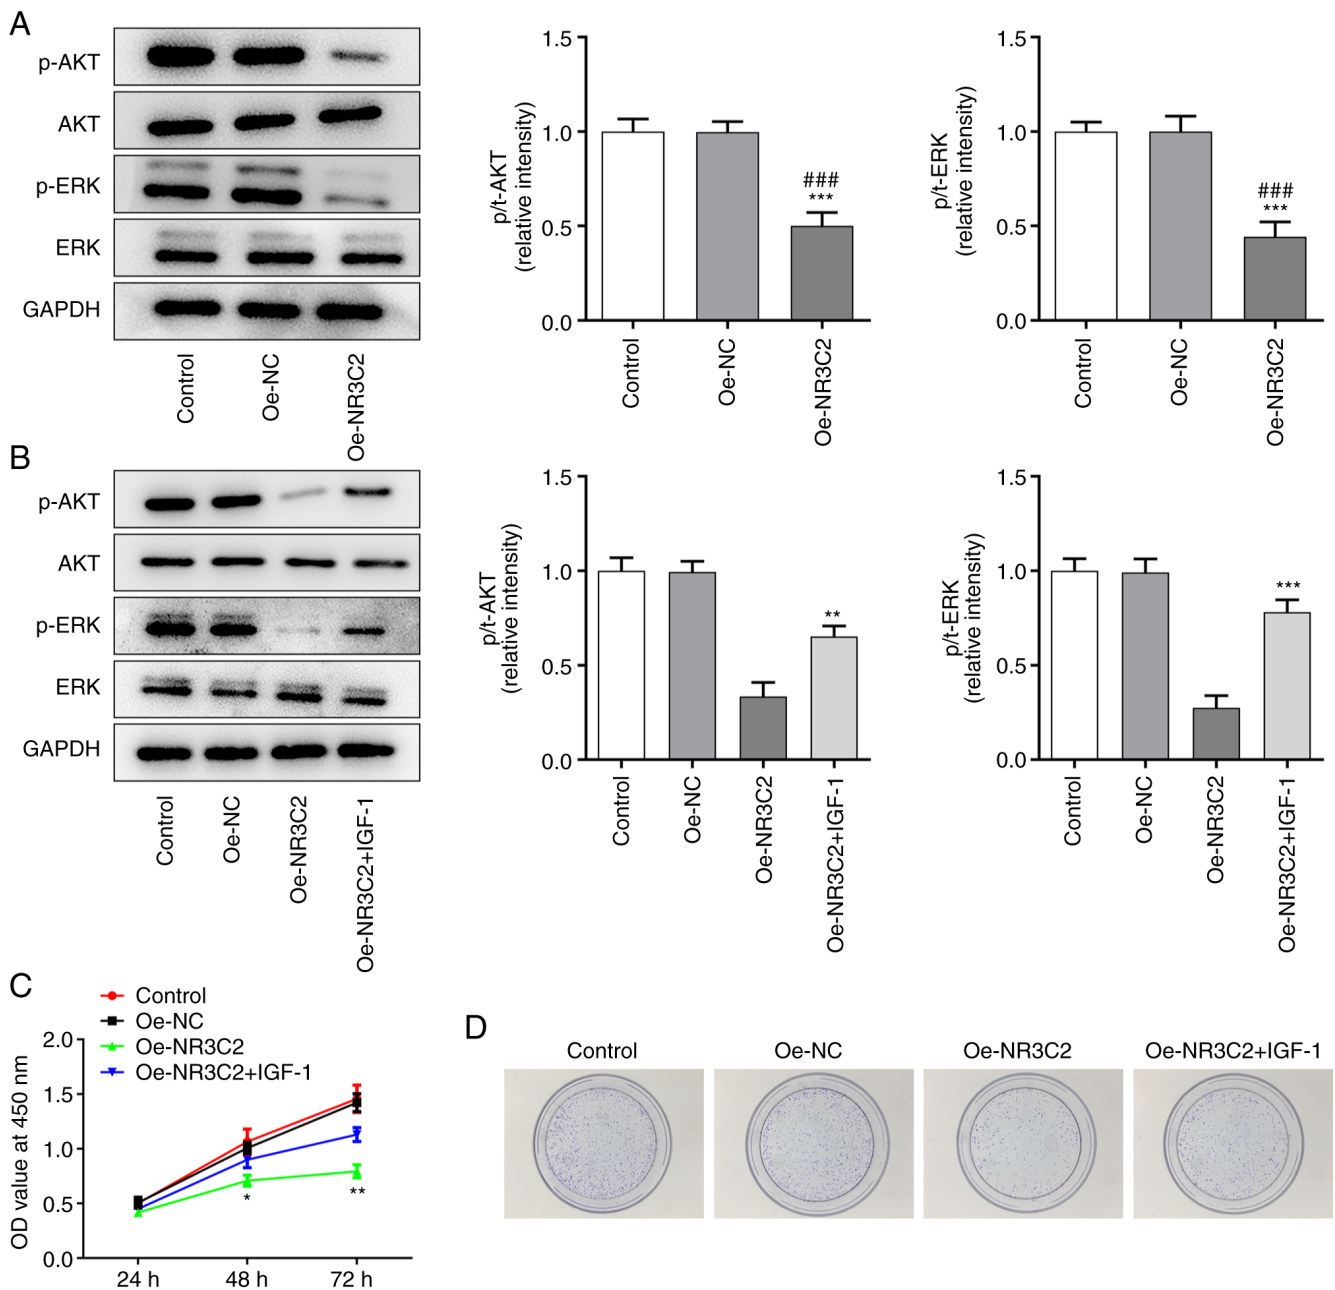 A
p-AKT
AKT
p-ERK
ERK
GAPDH
Control
Oe-NC
Oe-NR3C2
p/t-AKT
(relative intensity)
1.5
1.0
0.5
0.0
###
***
Control
Oe-NC
Oe-NR3C2
p/t-ERK
(relative intensity)
1.5
1.0
0.5
0.0
###
***
Control
Oe-NC
Oe-NR3C2
B
p-AKT
AKT
p-ERK
ERK
GAPDH
Control
Oe-NC
Oe-NR3C2
Oe-NR3C2+IGF-1
p/t-AKT
(relative intensity)
1.5
1.0
0.5
0.0
**
Control
Oe-NC
Oe-NR3C2
Oe-NR3C2+IGF-1
p/t-ERK
(relative intensity)
1.5
1.0
0.5
0.0
***
Control
Oe-NC
Oe-NR3C2
Oe-NR3C2+IGF-1
C
Control
Oe-NC
Oe-NR3C2
Oe-NR3C2+IGF-1
OD value at 450 nm
2.0
1.5
1.0
0.5
0.0
*
**
24 h
48 h
72 h
D
Control
Oe-NC
Oe-NR3C2
Oe-NR3C2+IGF-1